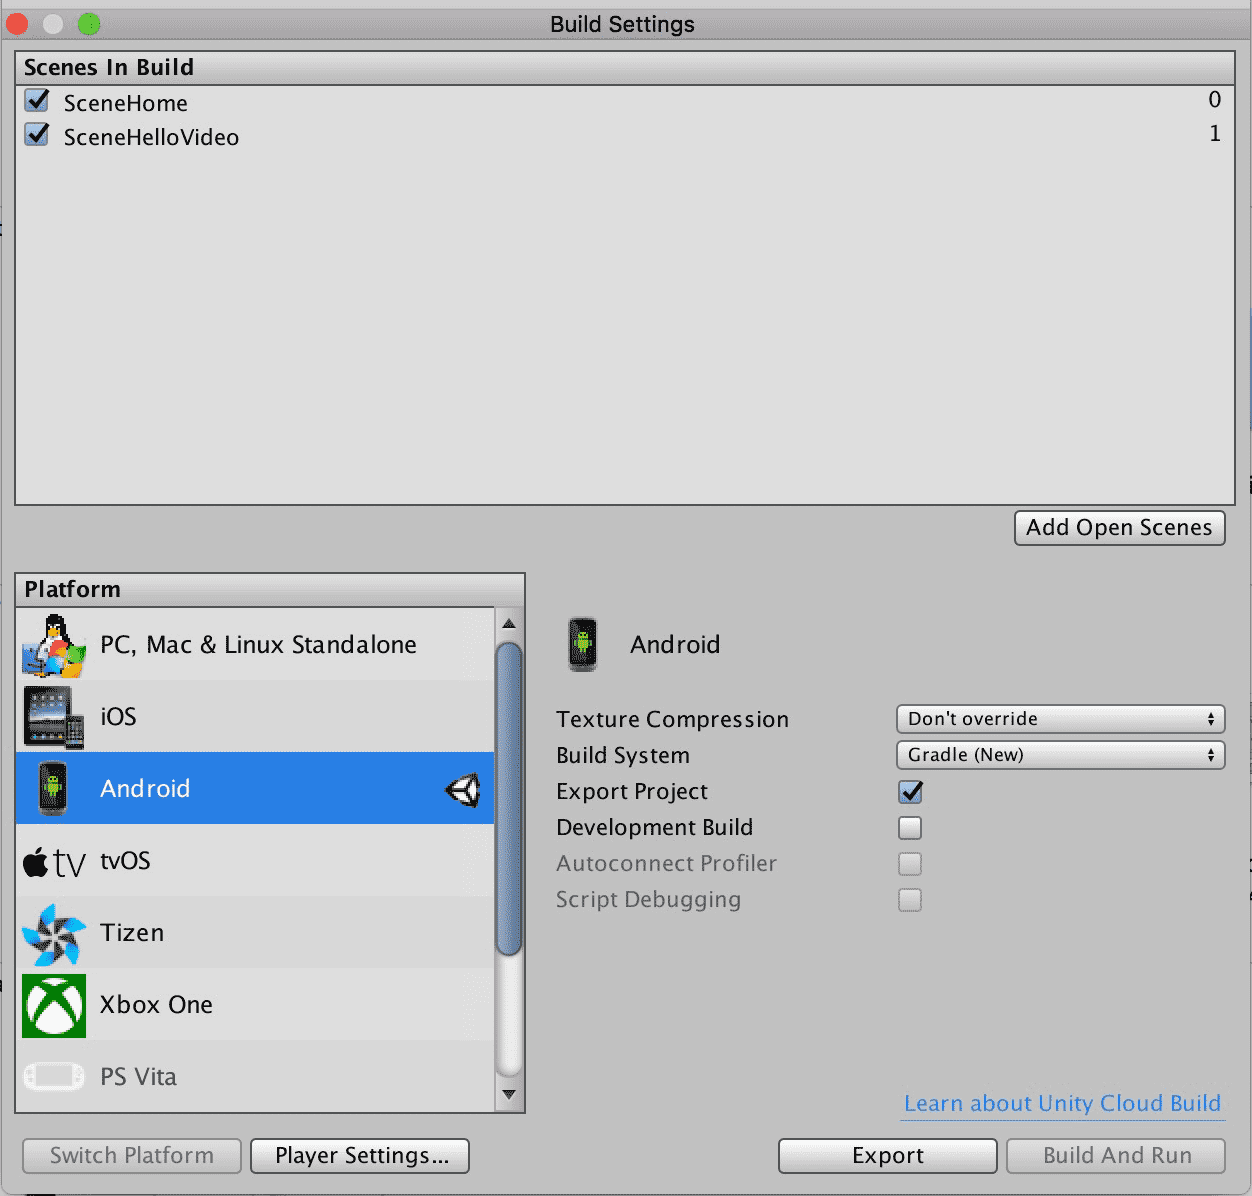 Build Settings
Scenes In Build
SceneHome 0
SceneHelloVideo 1
Add Open Scenes
Platform
PC, Mac & Linux Standalone
iOS
Android
tv tvOS
Tizen
Xbox One
PS Vita
Android
Texture Compression Don't override
Build System Gradle (New)
Export Project
Development Build
Autoconnect Profiler
Script Debugging
Learn about Unity Cloud Build
Switch Platform Player Settings... Export Build And Run